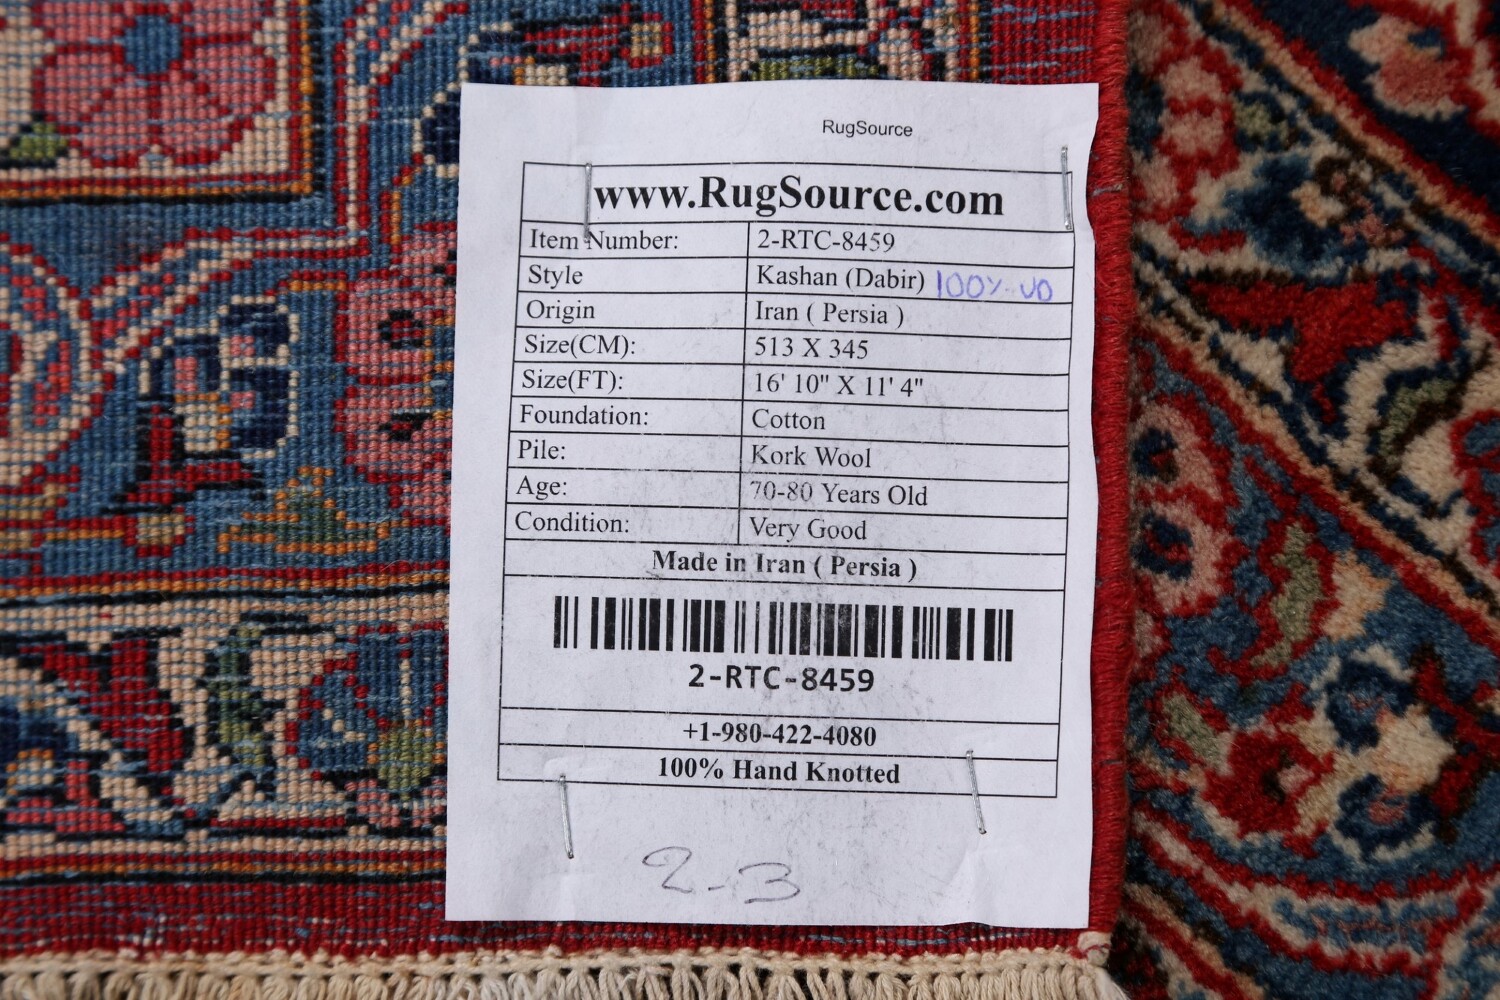 RugSource
www.RugSource.com
Item Number: 2-RTC-8459
Style Kashan (Dabir) 100% VD
Origin Iran ( Persia )
Size(CM): 513 X 345
Size(FT): 16' 10" X 11' 4"
Foundation: Cotton
Pile: Kork Wool
Age: 70-80 Years Old
Condition: Very Good
Made in Iran ( Persia )
2-RTC-8459
+1-980-422-4080
100% Hand Knotted
2-3